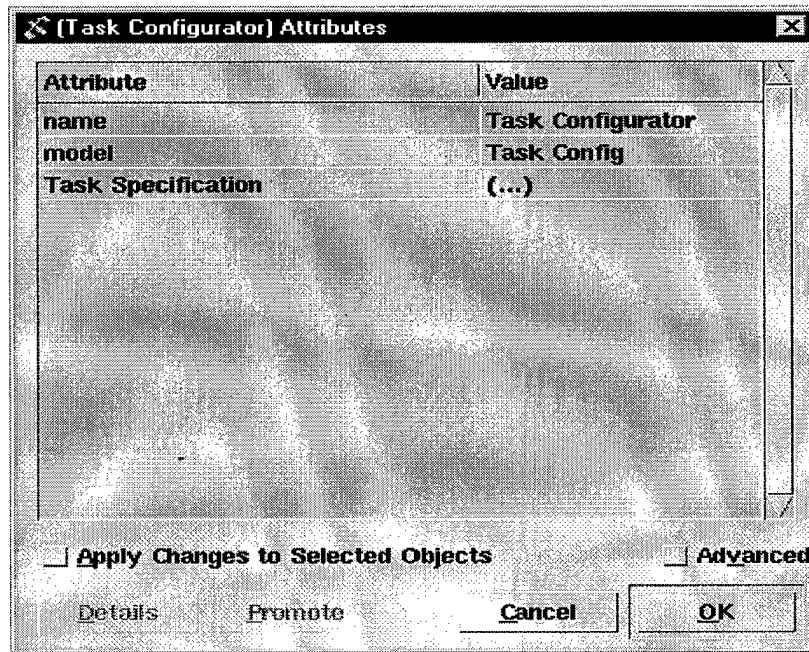 (Task Configurator) Attributes
Attribute Value
name Task Configurator
model Task Config
Task Specification (...)
Apply Changes to Selected Objects Advanced
Details Promote Cancel OK